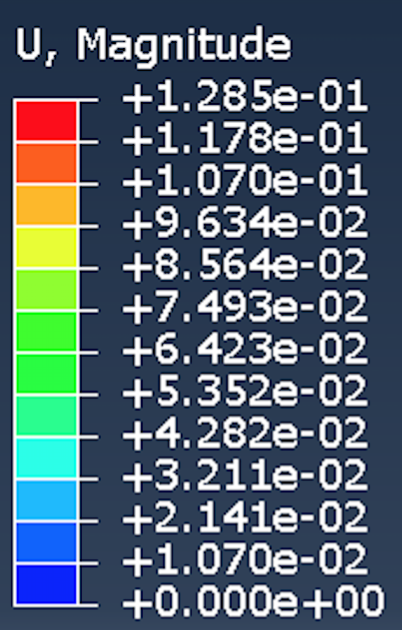 U, Magnitude
+1.285e-01
+1.178e-01
+1.070e-01
+9.634e-02
+8.564e-02
+7.493e-02
+6.423e-02
+5.352e-02
+4.282e-02
+3.211e-02
+2.141e-02
+1.070e-02
+0.000e+00